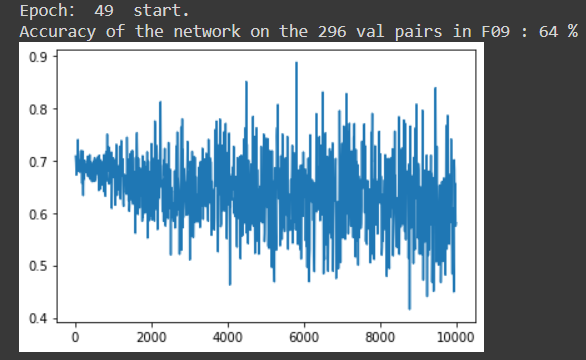 Epoch:  49  start.
Accuracy of the network on the 296 val pairs in F09 : 64 %
0.9
0.8
0.7
0.6
0.5
0.4
0 2000 4000 6000 8000 10000